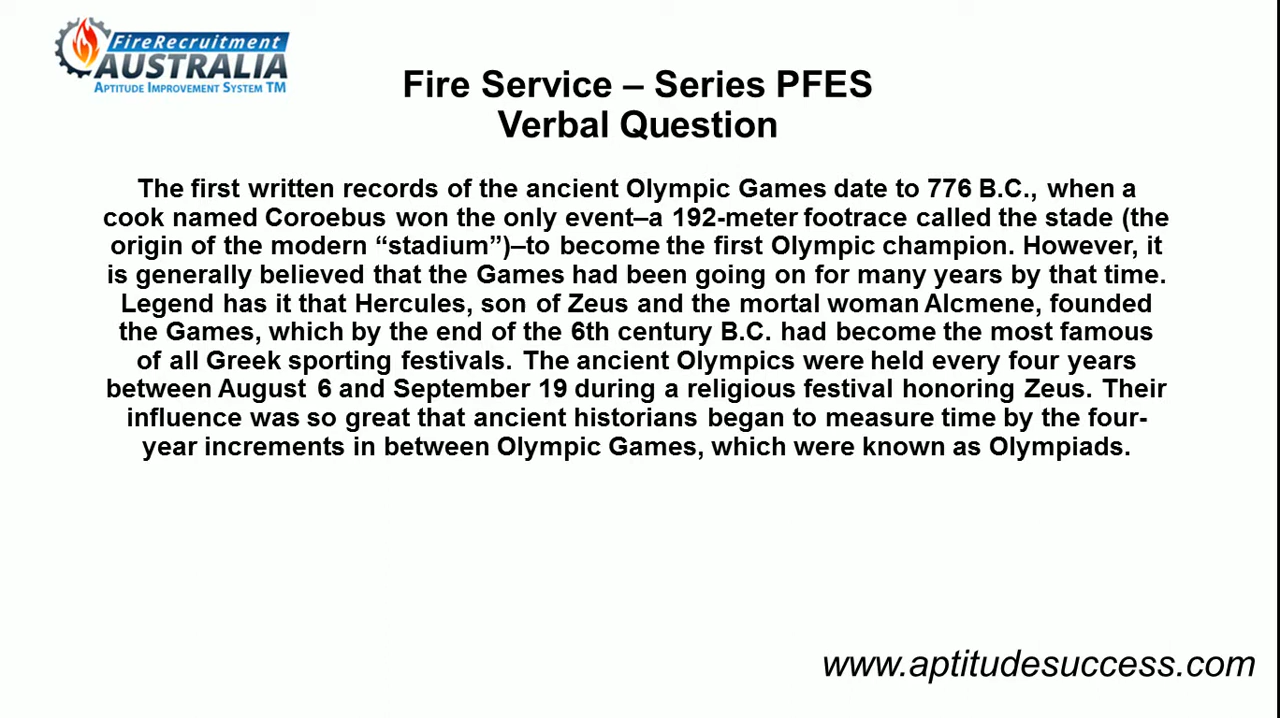 FireRecruitment
AUSTRALIA
APTITUDE IMPROVEMENT SYSTEM TM
Fire Service – Series PFES
Verbal Question
The first written records of the ancient Olympic Games date to 776 B.C., when a
cook named Coroebus won the only event–a 192-meter footrace called the stade (the
origin of the modern “stadium”)–to become the first Olympic champion. However, it
is generally believed that the Games had been going on for many years by that time.
Legend has it that Hercules, son of Zeus and the mortal woman Alcmene, founded
the Games, which by the end of the 6th century B.C. had become the most famous
of all Greek sporting festivals. The ancient Olympics were held every four years
between August 6 and September 19 during a religious festival honoring Zeus. Their
influence was so great that ancient historians began to measure time by the four-
year increments in between Olympic Games, which were known as Olympiads.
www.aptitudesuccess.com